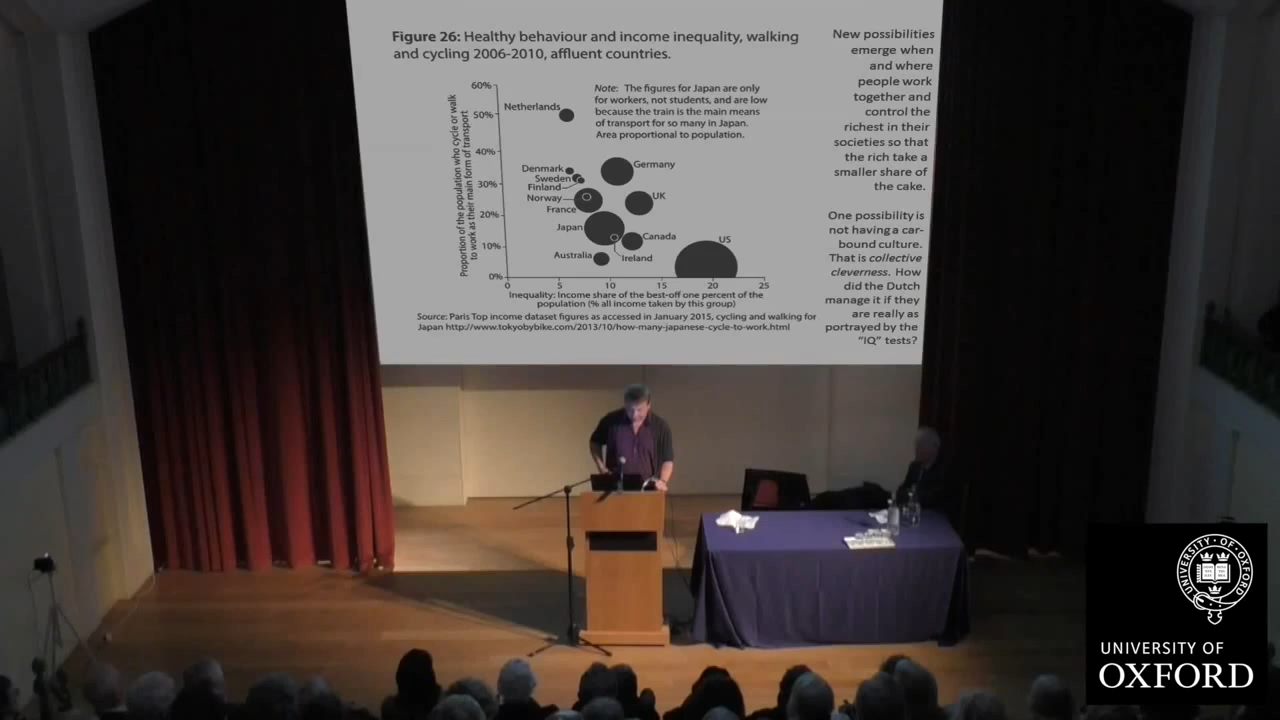 Figure 26: Healthy behaviour and income inequality, walking
and cycling 2006-2010, affluent countries.
Proportion of the population who cycle or walk
to work as their main form of transport
60%
50%
40%
30%
20%
10%
0%
Note: The figures for Japan are only
for workers, not students, and are low
because the train is the main means
of transport for so many in Japan.
Area proportional to population.
Netherlands
Denmark
Sweden
Finland
Norway
France
Japan
Australia
Germany
UK
Canada
Ireland
US
0
5
10
15
20
25
Inequality: Income share of the best-off one percent of the
population (% all income taken by this group)
Source: Paris Top income dataset figures as accessed in January 2015, cycling and walking for
Japan http://www.tokyobybike.com/2013/10/how-many-japanese-cycle-to-work.html
New possibilities
emerge when
and where
people work
together and
control the
richest in their
societies so that
the rich take a
smaller share of
the cake.
One possibility is
not having a car-
bound culture.
That is collective
cleverness. How
did the Dutch
manage it if they
are really as
portrayed by the
“IQ” tests?
UNIVERSITY · OF · OXFORD
UNIVERSITY OF
OXFORD